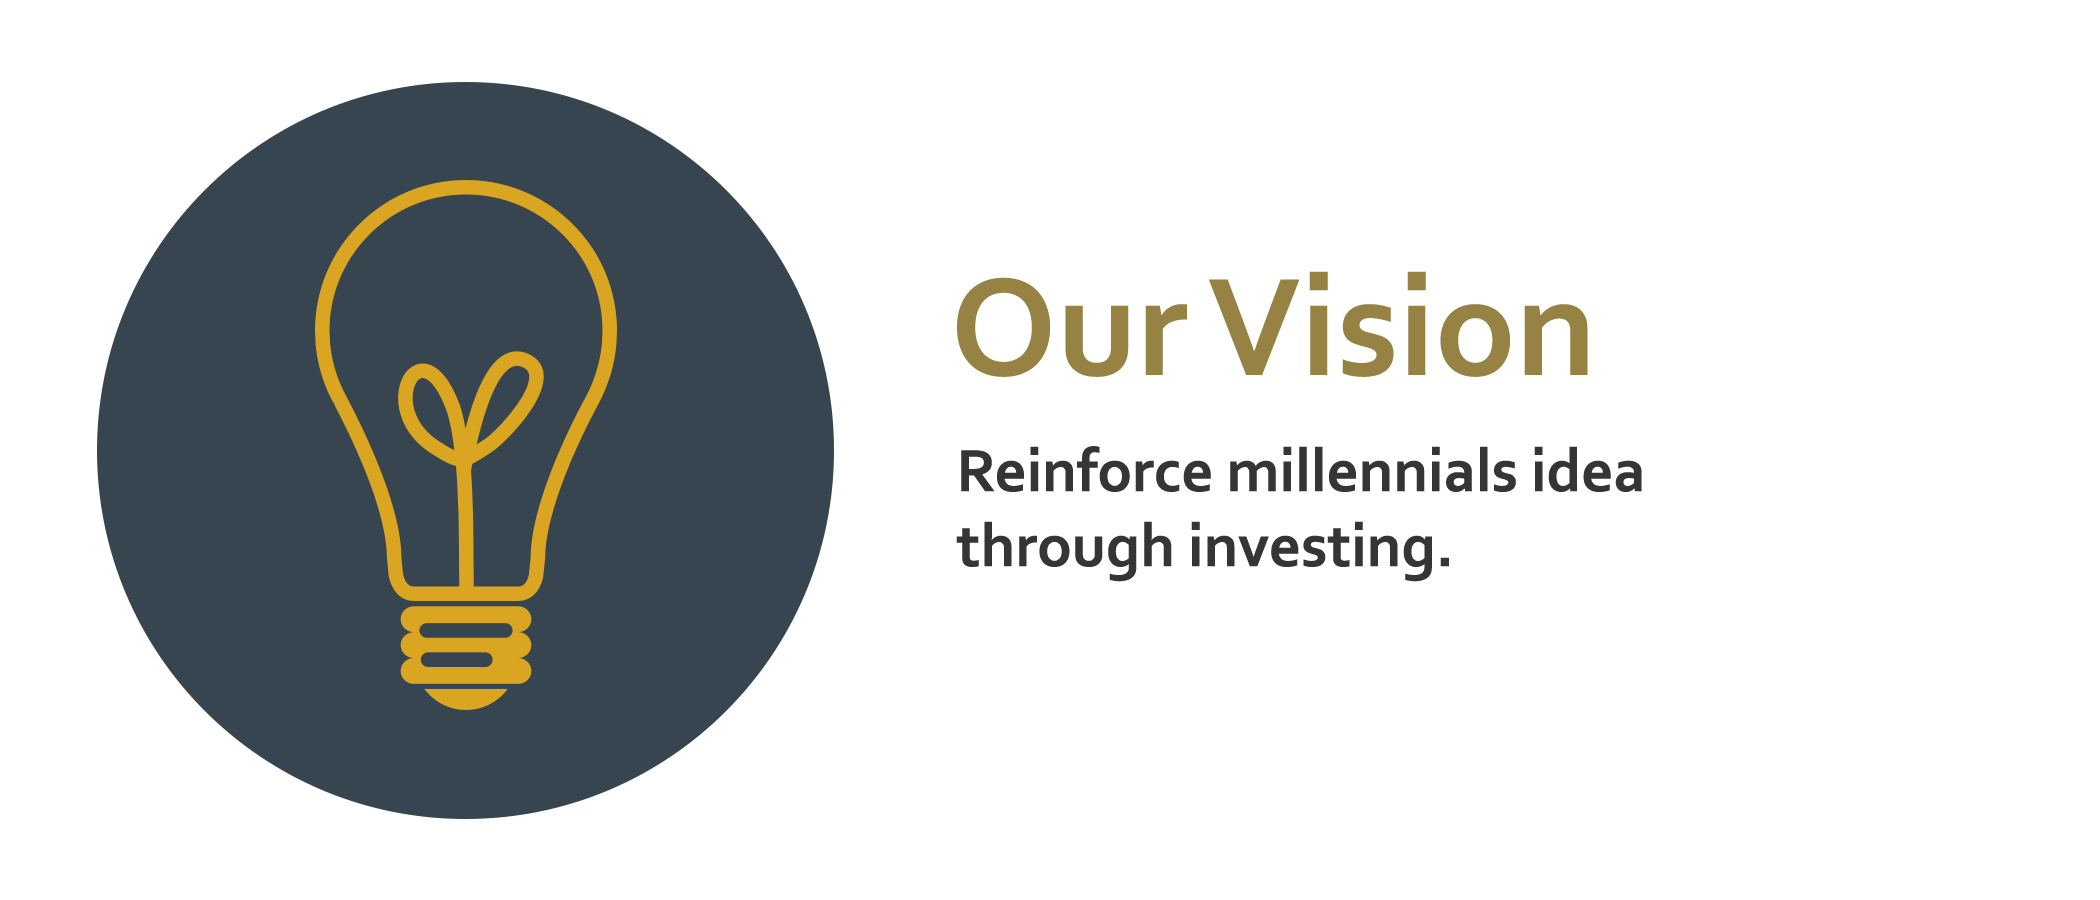 Our Vision
Reinforce millennials idea
through investing.